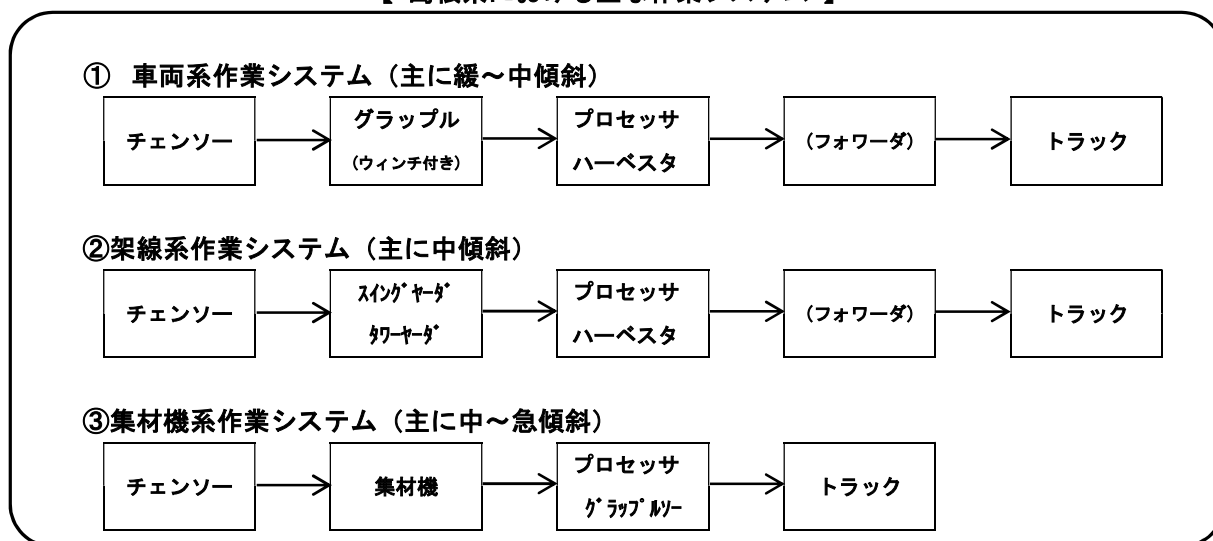 ① 車両系作業システム（主に緩～中傾斜）
チェンソー
グラップル
（ウィンチ付き）
プロセッサ
ハーベスタ
（フォワーダ）
トラック
②架線系作業システム（主に中傾斜）
チェンソー
ｽｲﾝｸﾞﾔｰﾀﾞ
ﾀﾜｰﾔｰﾀﾞ
プロセッサ
ハーベスタ
（フォワーダ）
トラック
③集材機系作業システム（主に中～急傾斜）
チェンソー
集材機
プロセッサ
ｸﾞﾗｯﾌﾟﾙｿｰ
トラック